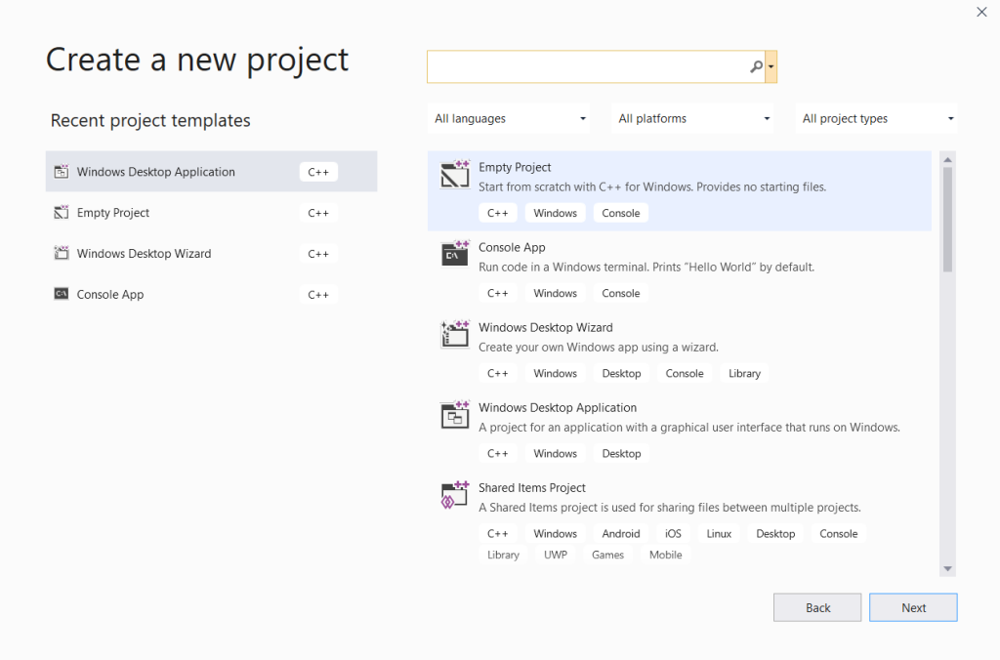 Create a new project
Recent project templates
Windows Desktop Application C++
Empty Project C++
Windows Desktop Wizard C++
Console App C++
All languages All platforms All project types
Empty Project
Start from scratch with C++ for Windows. Provides no starting files.
C++ Windows Console
Console App
Run code in a Windows terminal. Prints "Hello World" by default.
C++ Windows Console
Windows Desktop Wizard
Create your own Windows app using a wizard.
C++ Windows Desktop Console Library
Windows Desktop Application
A project for an application with a graphical user interface that runs on Windows.
C++ Windows Desktop
Shared Items Project
A Shared Items project is used for sharing files between multiple projects.
C++ Windows Android iOS Linux Desktop Console
Library UWP Games Mobile
Back Next